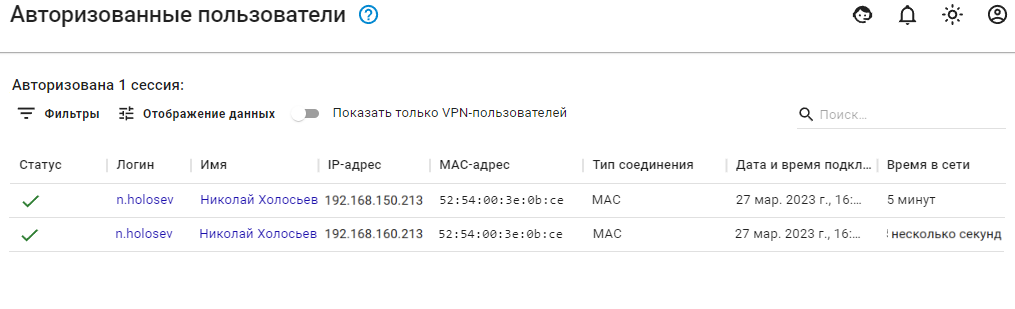 Авторизованные пользователи
Авторизована 1 сессия:
Фильтры Отображение данных Показать только VPN-пользователей Поиск...
Статус Логин Имя IP-адрес MAC-адрес Тип соединения Дата и время подкл... Время в сети
n.holosev Николай Холосьев 192.168.150.213 52:54:00:3e:0b:ce MAC 27 мар. 2023 г., 16:... 5 минут
n.holosev Николай Холосьев 192.168.160.213 52:54:00:3e:0b:ce MAC 27 мар. 2023 г., 16:... несколько секунд